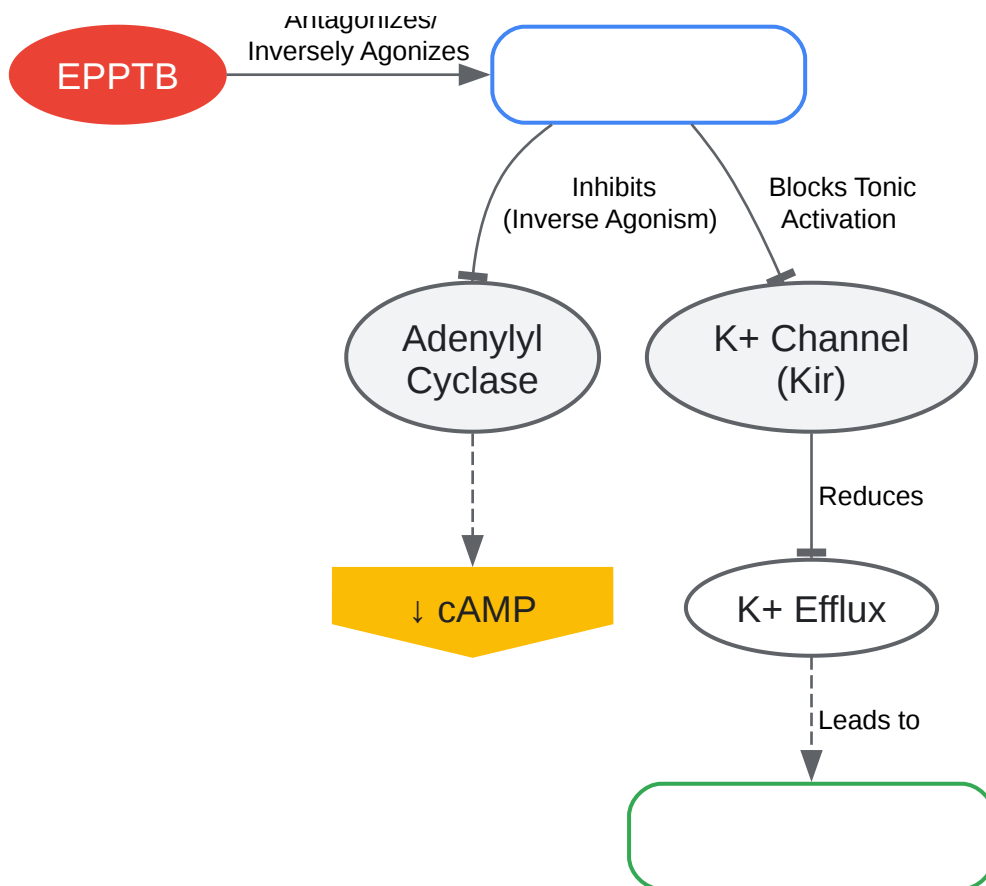 Antagonizes/
Inversely Agonizes
EPPTB
Inhibits
(Inverse Agonism)
Blocks Tonic
Activation
Adenylyl
Cyclase
K+ Channel
(Kir)
Reduces
↓ cAMP
K+ Efflux
Leads to